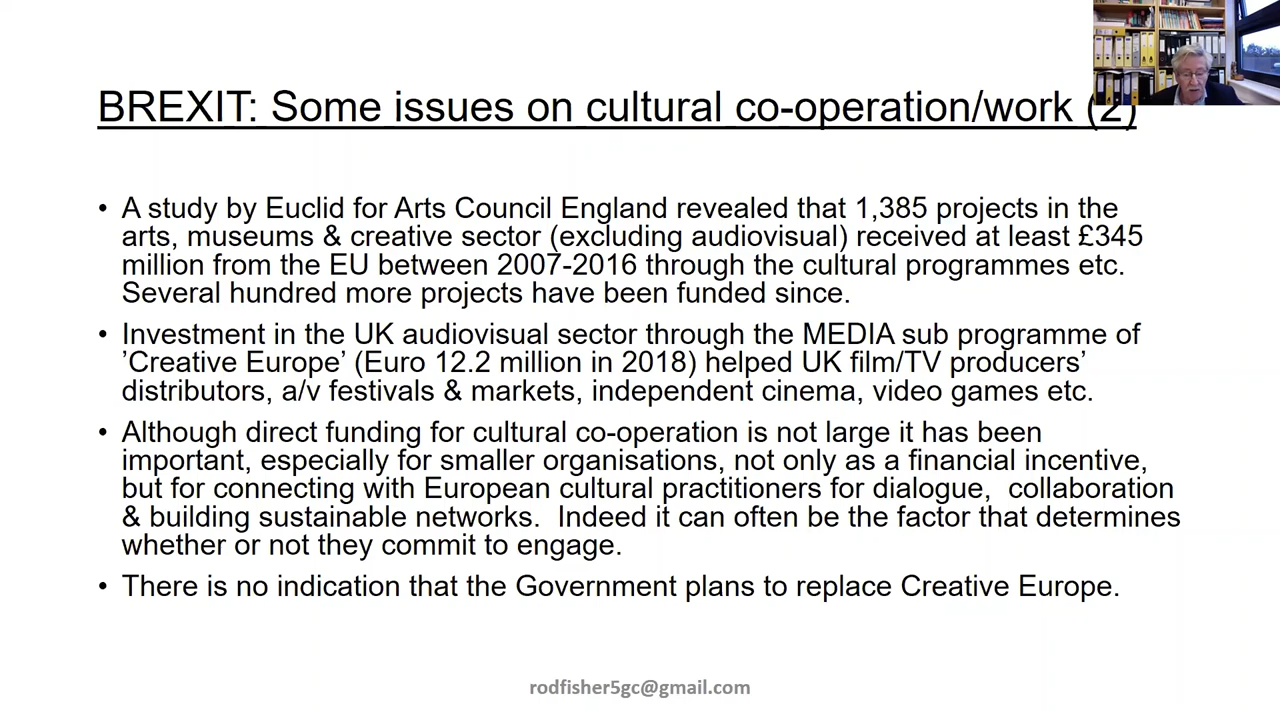 BREXIT: Some issues on cultural co-operation/work (2)
• A study by Euclid for Arts Council England revealed that 1,385 projects in the
arts, museums & creative sector (excluding audiovisual) received at least £345
million from the EU between 2007-2016 through the cultural programmes etc.
Several hundred more projects have been funded since.
• Investment in the UK audiovisual sector through the MEDIA sub programme of
’Creative Europe’ (Euro 12.2 million in 2018) helped UK film/TV producers’
distributors, a/v festivals & markets, independent cinema, video games etc.
• Although direct funding for cultural co-operation is not large it has been
important, especially for smaller organisations, not only as a financial incentive,
but for connecting with European cultural practitioners for dialogue,  collaboration
& building sustainable networks.  Indeed it can often be the factor that determines
whether or not they commit to engage.
• There is no indication that the Government plans to replace Creative Europe.
rodfisher5gc@gmail.com